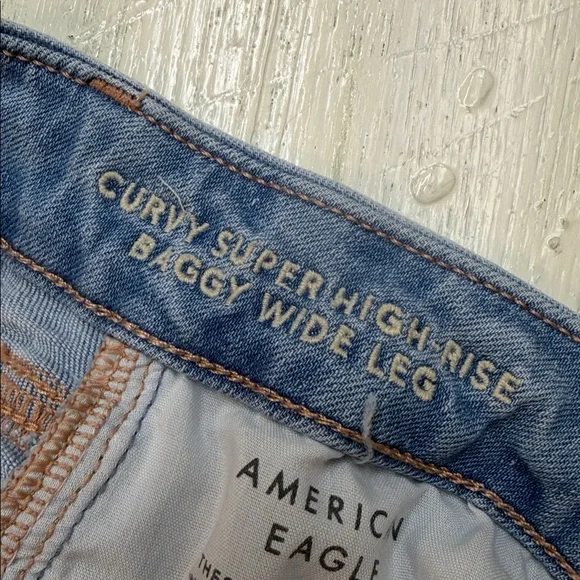 CURVY SUPER HIGH-RISE
BAGGY WIDE LEG
AMERICAN
EAGLE